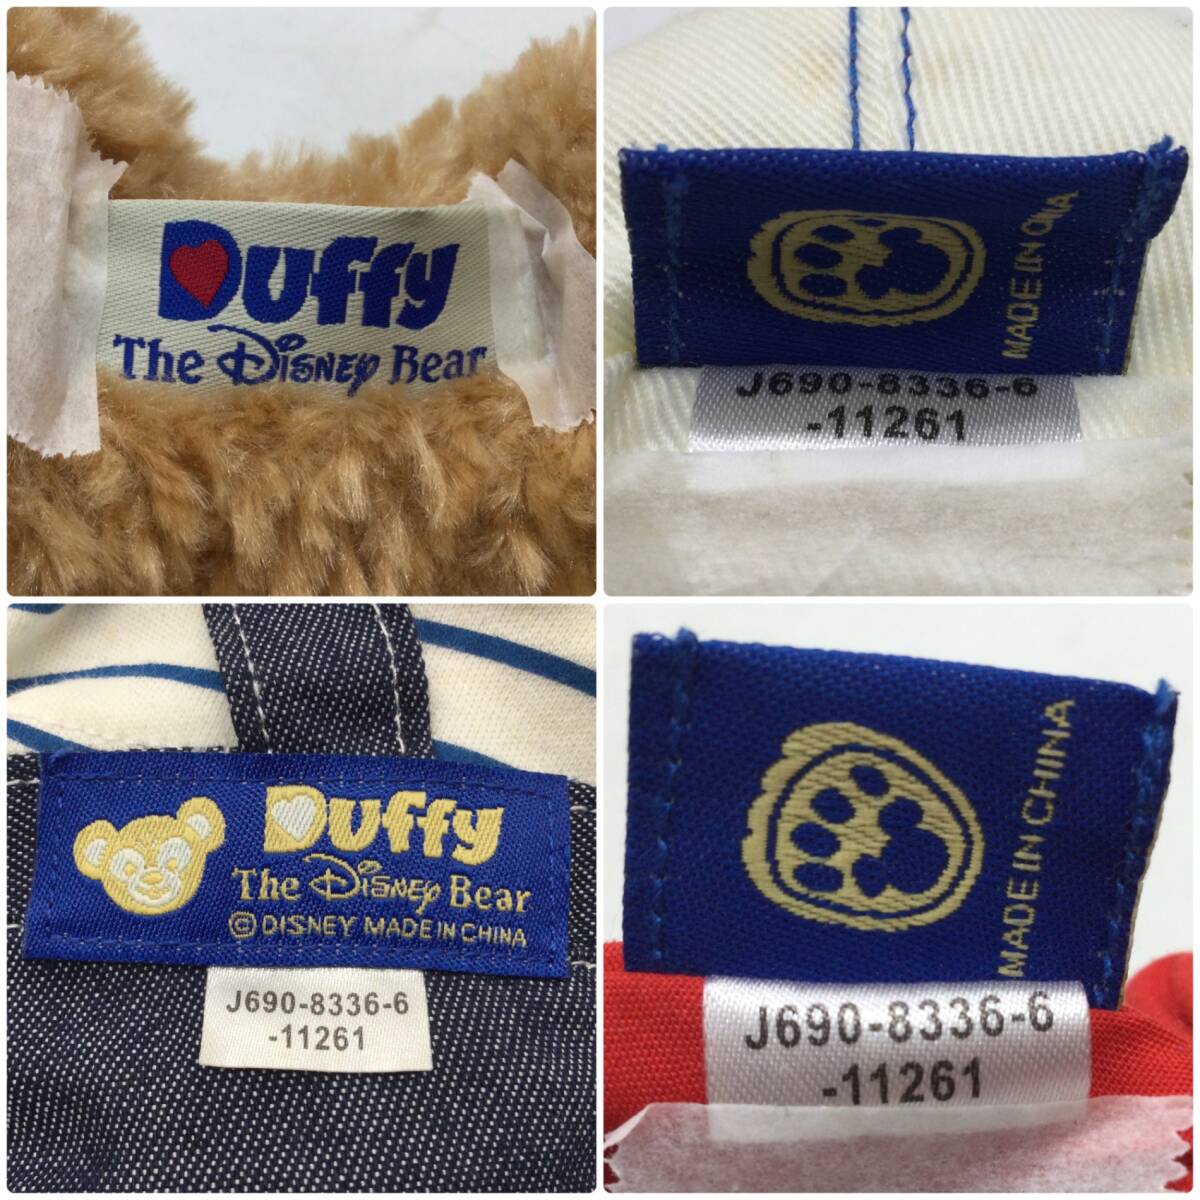 Duffy
The Disney Bear
MADE IN CHINA
J690-8336-6
-11261
Duffy
The Disney Bear
© DISNEY MADE IN CHINA
J690-8336-6
-11261
MADE IN CHINA
J690-8336-6
-11261